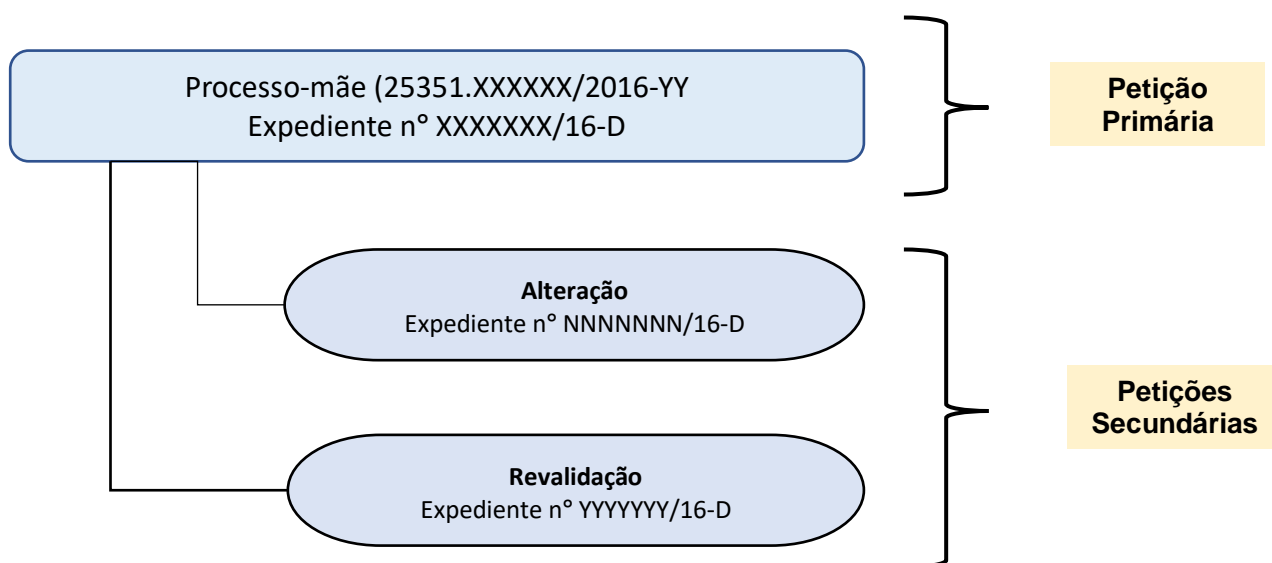 Processo-mãe (25351.XXXXXX/2016-YY
Expediente n° XXXXXXX/16-D
Petição
Primária
Alteração
Expediente n° NNNNNNN/16-D
Petições
Secundárias
Revalidação
Expediente n° YYYYYYY/16-D